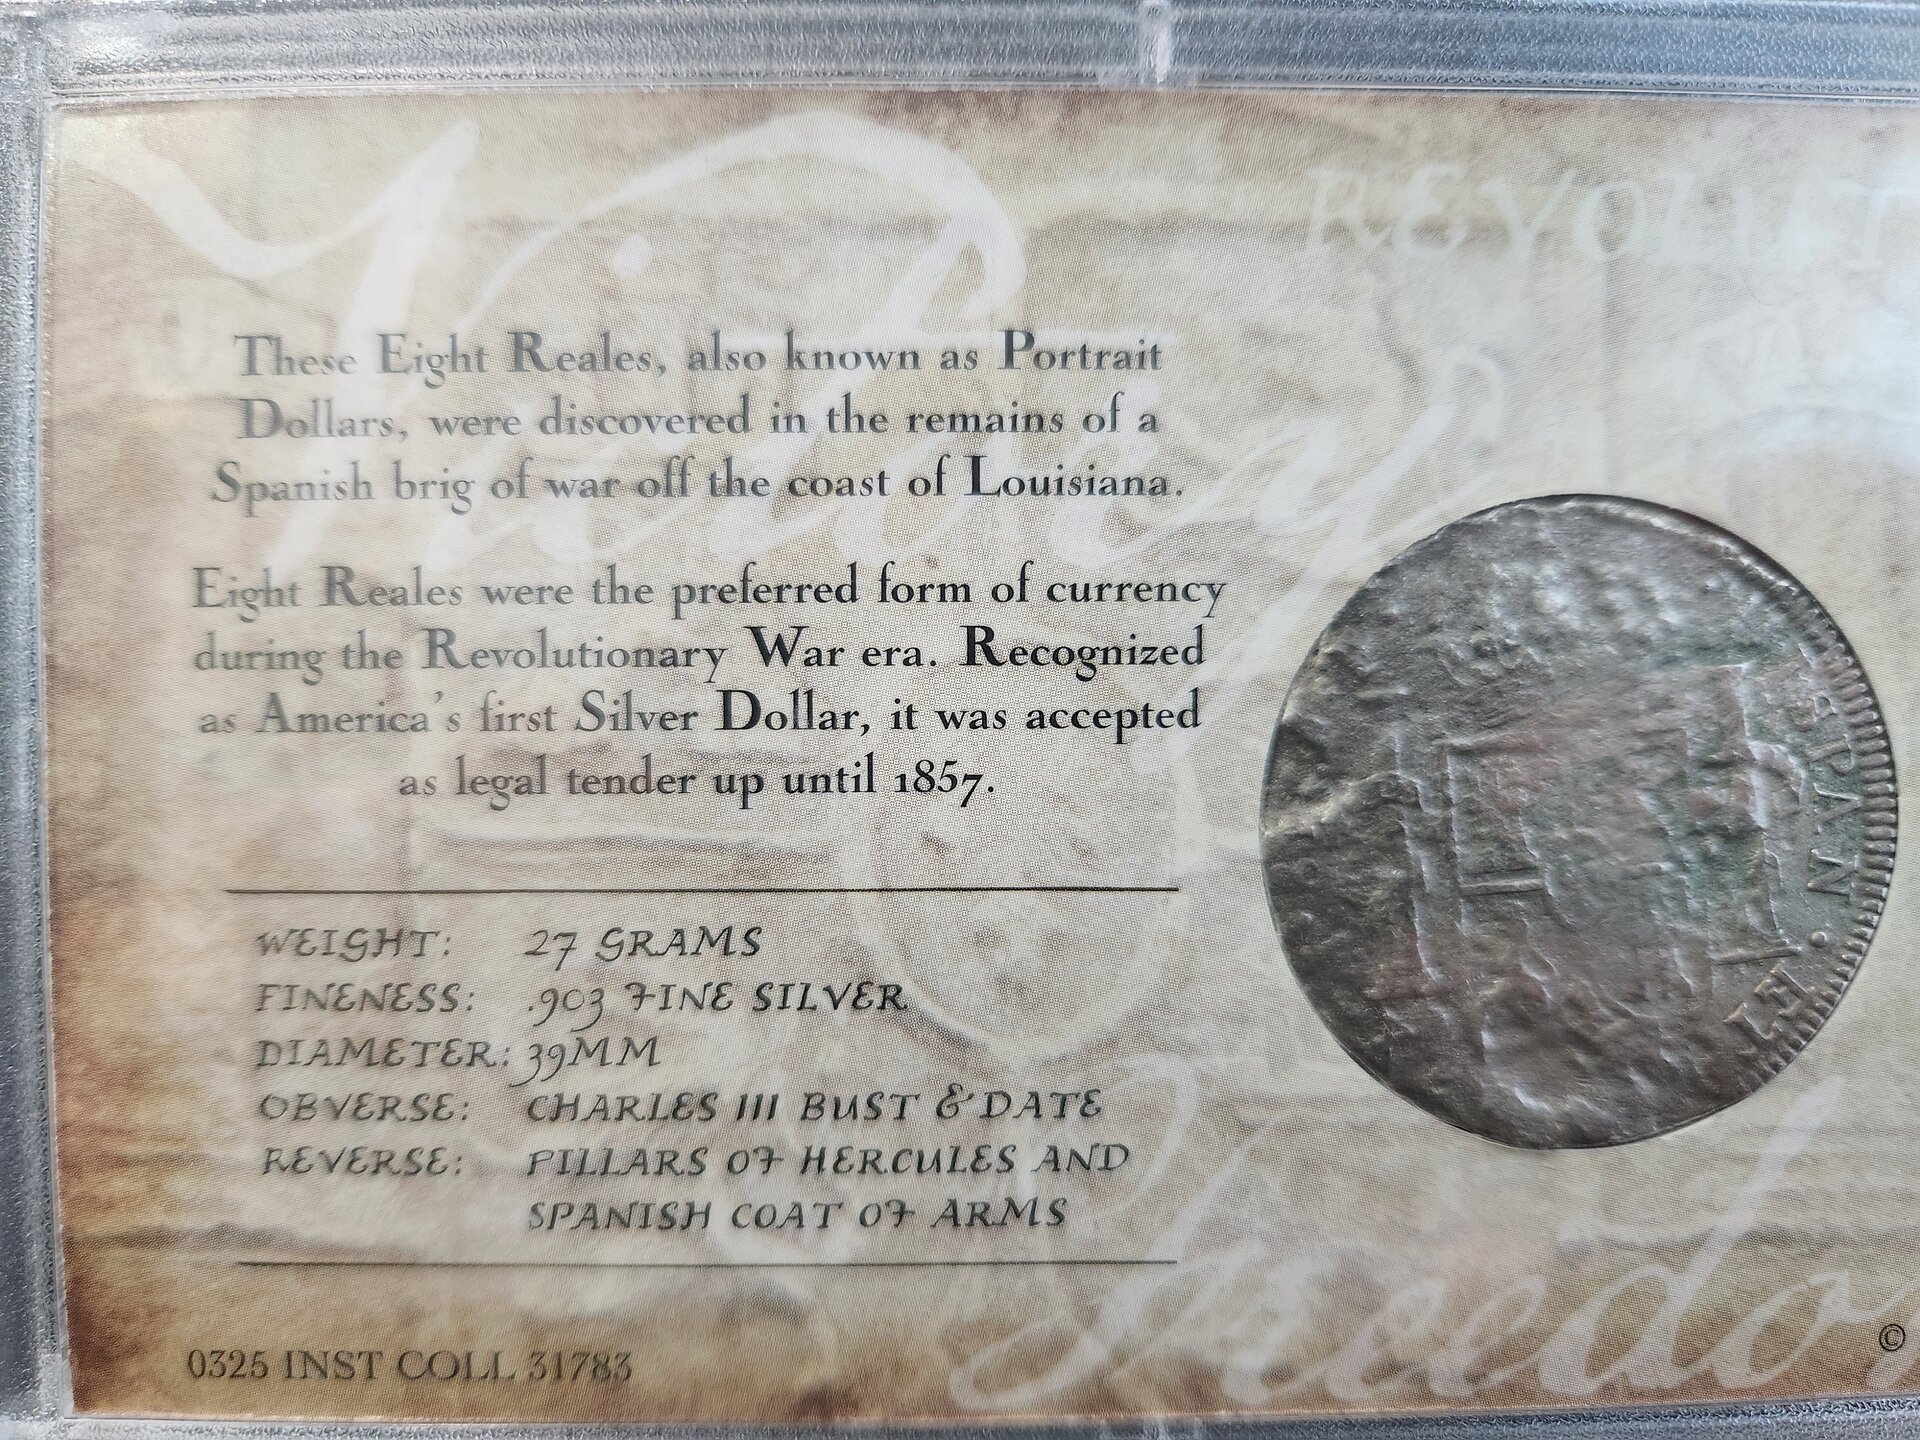 REVOLUT
Victory
These Eight Reales, also known as Portrait
Dollars, were discovered in the remains of a
Spanish brig of war off the coast of Louisiana.
Eight Reales were the preferred form of currency
during the Revolutionary War era. Recognized
as America's first Silver Dollar, it was accepted
as legal tender up until 1857.
WEIGHT: 27 GRAMS
FINENESS: .903 FINE SILVER
DIAMETER: 39MM
OBVERSE: CHARLES III BUST & DATE
REVERSE: PILLARS OF HERCULES AND
SPANISH COAT OF ARMS
HISPAN · ET
Freedom
0325 INST COLL 31783
©